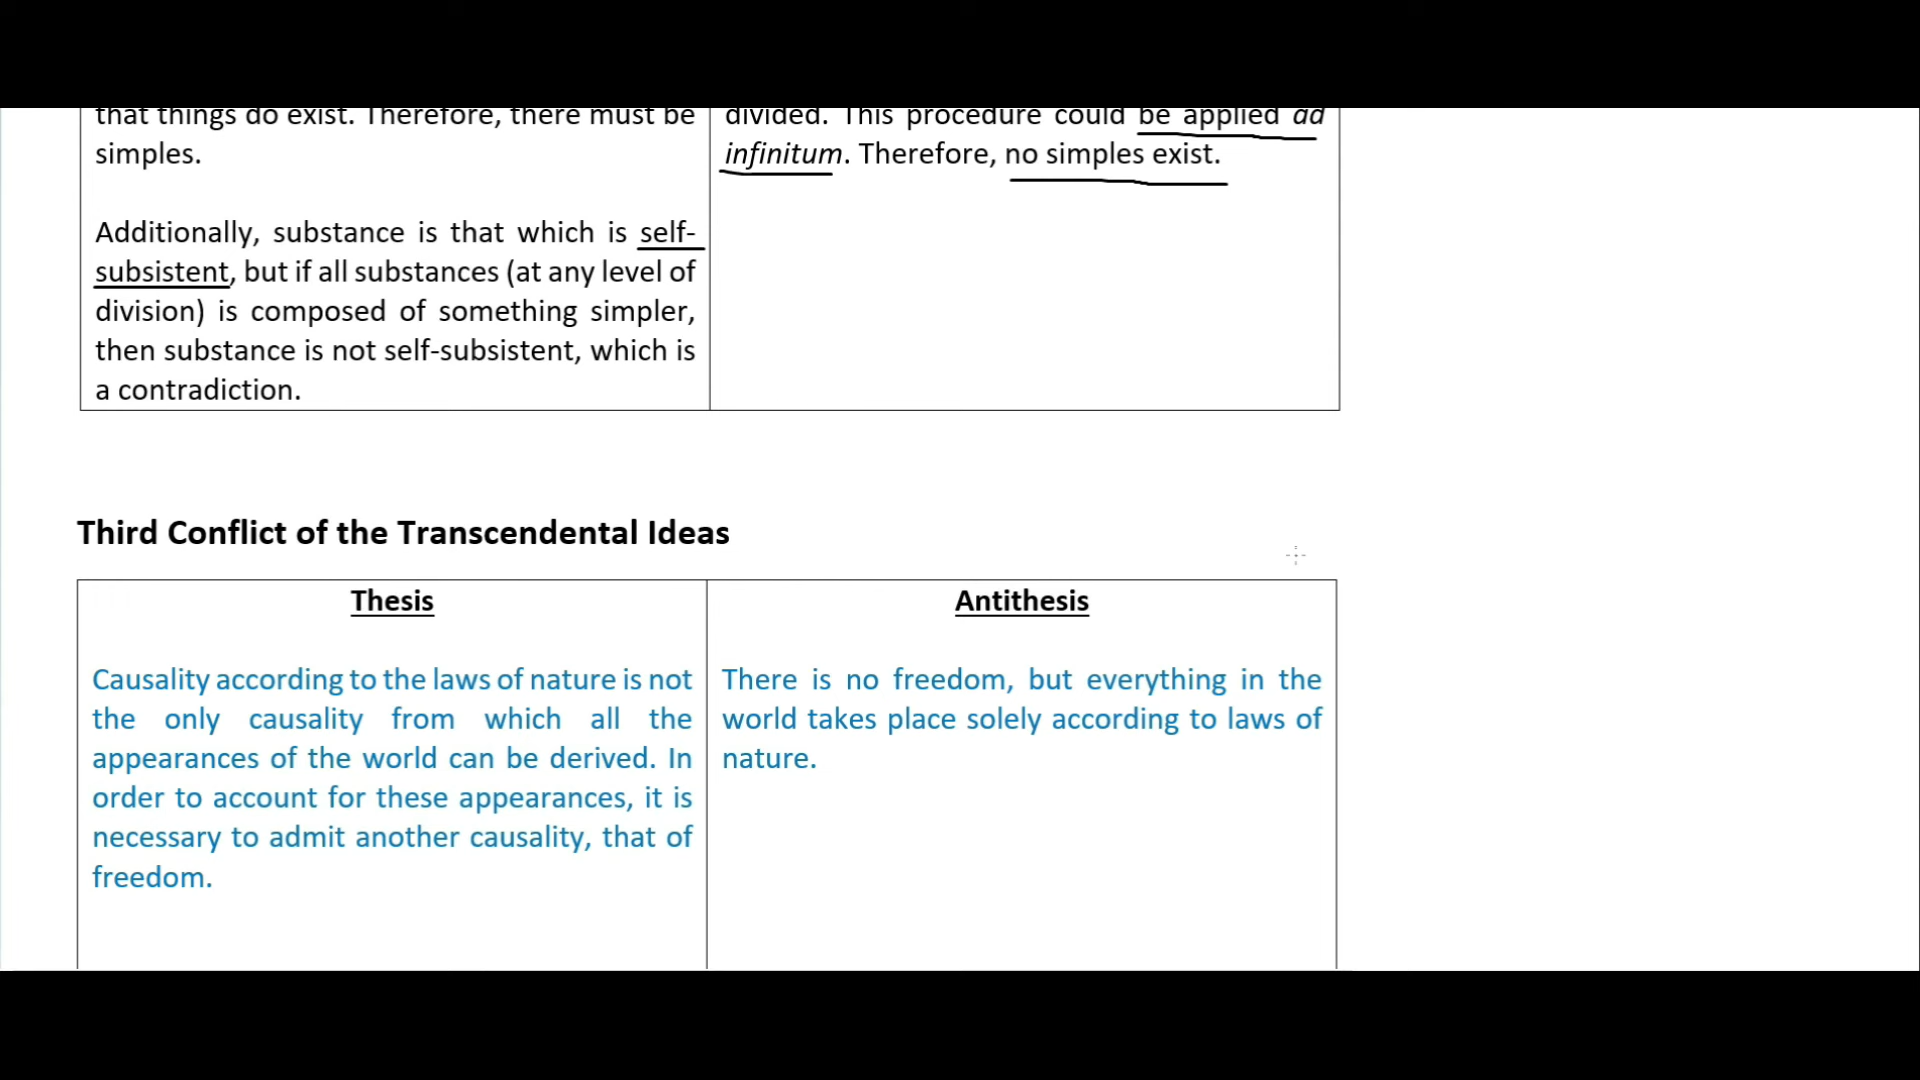 that things do exist. Therefore, there must be
simples.
Additionally, substance is that which is self-
subsistent, but if all substances (at any level of
division) is composed of something simpler,
then substance is not self-subsistent, which is
a contradiction.
divided. This procedure could be applied ad
infinitum. Therefore, no simples exist.
Third Conflict of the Transcendental Ideas
Thesis
Causality according to the laws of nature is not
the only causality from which all the
appearances of the world can be derived. In
order to account for these appearances, it is
necessary to admit another causality, that of
freedom.
Antithesis
There is no freedom, but everything in the
world takes place solely according to laws of
nature.